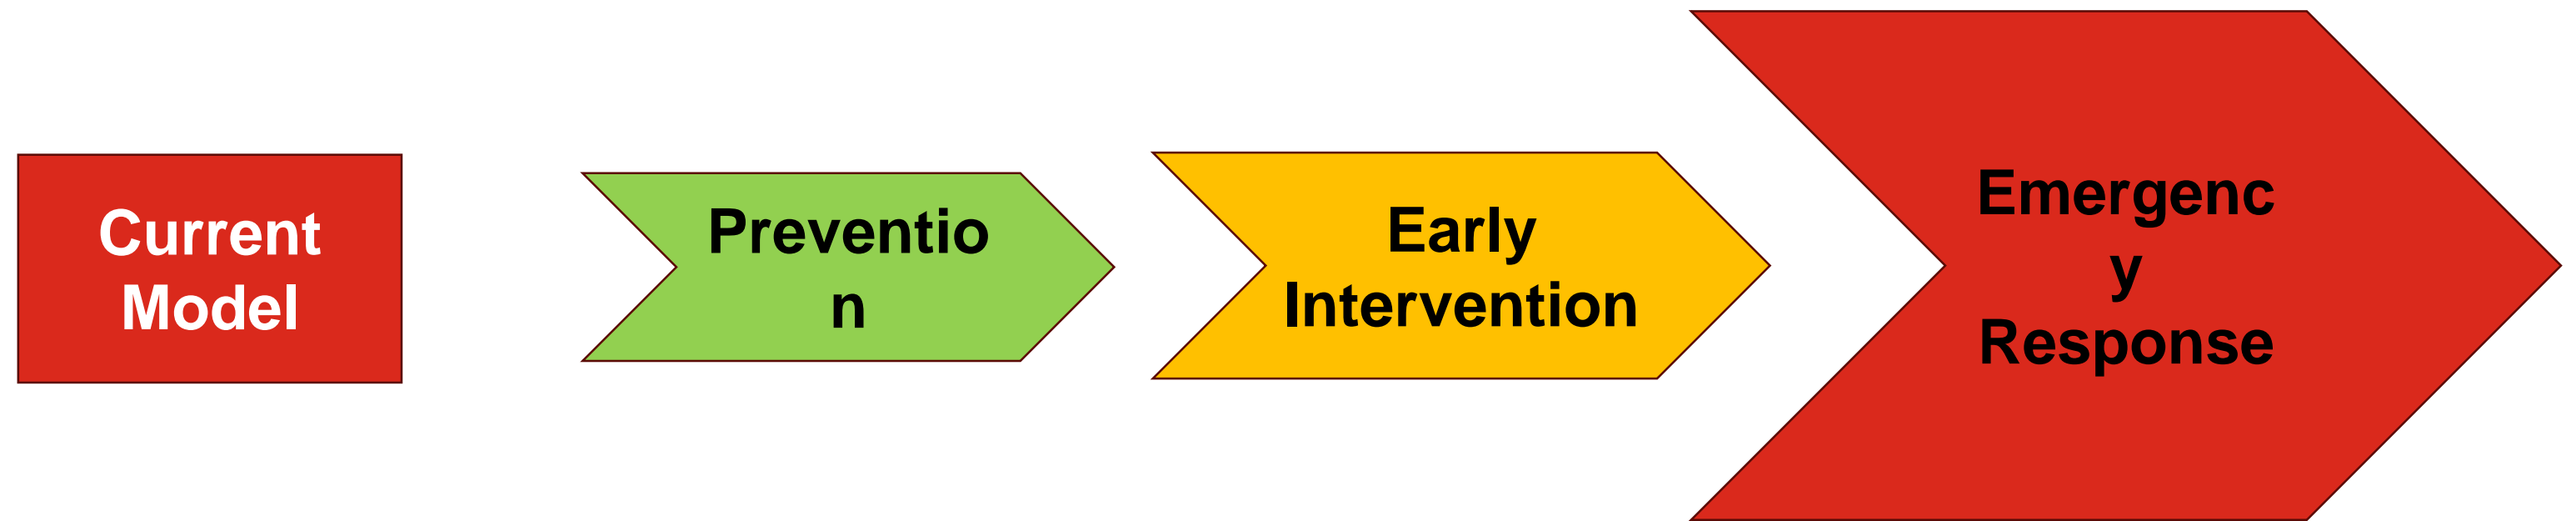 Current
Model
Preventio
n
Early
Intervention
Emergenc
y
Response